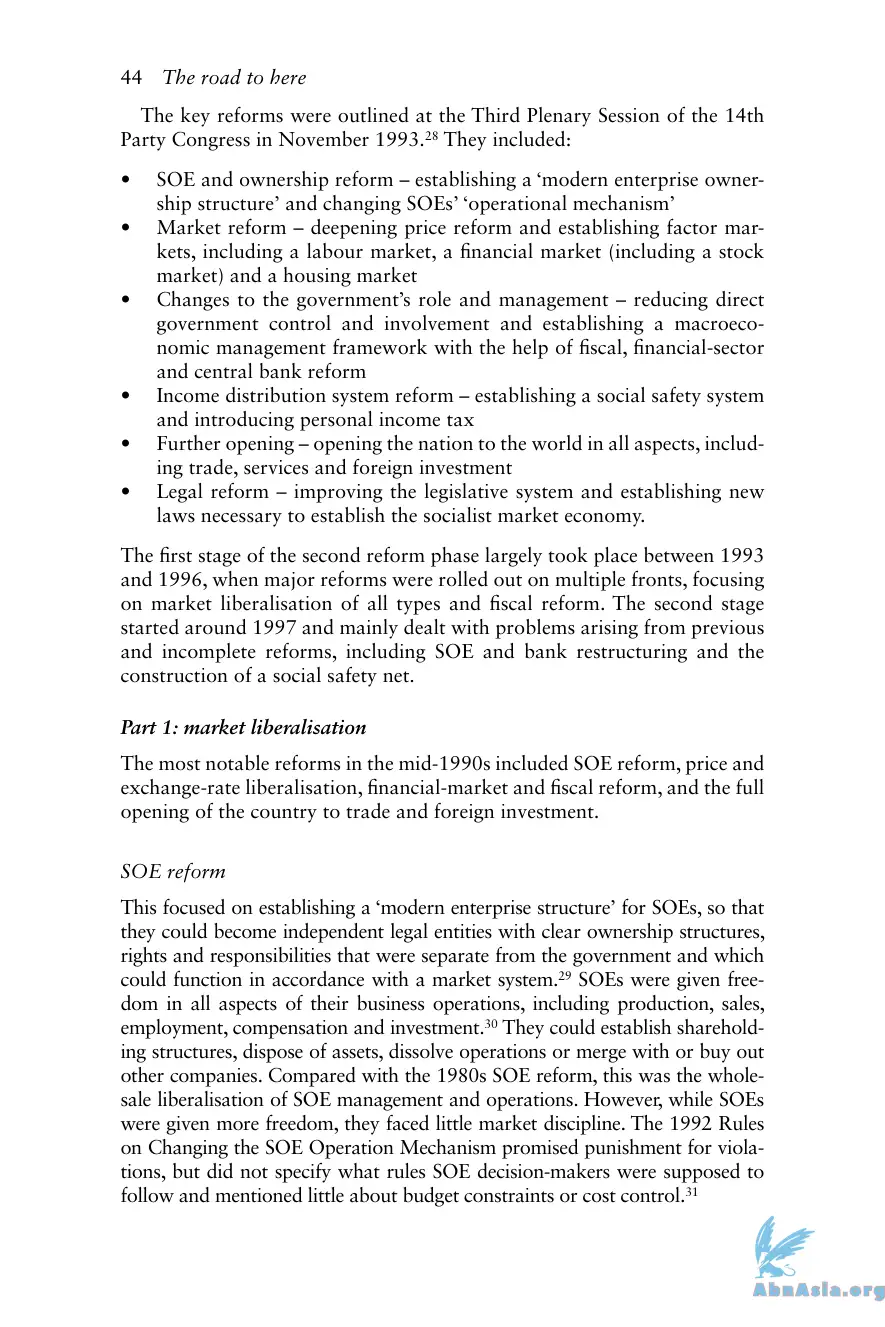 44 The road to here
The key reforms were outlined at the Third Plenary Session of the 14th
Party Congress in November 1993.28 They included:
• SOE and ownership reform – establishing a ‘modern enterprise owner-
ship structure’ and changing SOEs’ ‘operational mechanism’
• Market reform – deepening price reform and establishing factor mar-
kets, including a labour market, a financial market (including a stock
market) and a housing market
• Changes to the government’s role and management – reducing direct
government control and involvement and establishing a macroeco-
nomic management framework with the help of fiscal, financial-sector
and central bank reform
• Income distribution system reform – establishing a social safety system
and introducing personal income tax
• Further opening – opening the nation to the world in all aspects, includ-
ing trade, services and foreign investment
• Legal reform – improving the legislative system and establishing new
laws necessary to establish the socialist market economy.
The first stage of the second reform phase largely took place between 1993
and 1996, when major reforms were rolled out on multiple fronts, focusing
on market liberalisation of all types and fiscal reform. The second stage
started around 1997 and mainly dealt with problems arising from previous
and incomplete reforms, including SOE and bank restructuring and the
construction of a social safety net.
Part 1: market liberalisation
The most notable reforms in the mid-1990s included SOE reform, price and
exchange-rate liberalisation, financial-market and fiscal reform, and the full
opening of the country to trade and foreign investment.
SOE reform
This focused on establishing a ‘modern enterprise structure’ for SOEs, so that
they could become independent legal entities with clear ownership structures,
rights and responsibilities that were separate from the government and which
could function in accordance with a market system.29 SOEs were given free-
dom in all aspects of their business operations, including production, sales,
employment, compensation and investment.30 They could establish sharehold-
ing structures, dispose of assets, dissolve operations or merge with or buy out
other companies. Compared with the 1980s SOE reform, this was the whole-
sale liberalisation of SOE management and operations. However, while SOEs
were given more freedom, they faced little market discipline. The 1992 Rules
on Changing the SOE Operation Mechanism promised punishment for viola-
tions, but did not specify what rules SOE decision-makers were supposed to
follow and mentioned little about budget constraints or cost control.31
AbnAsia.org